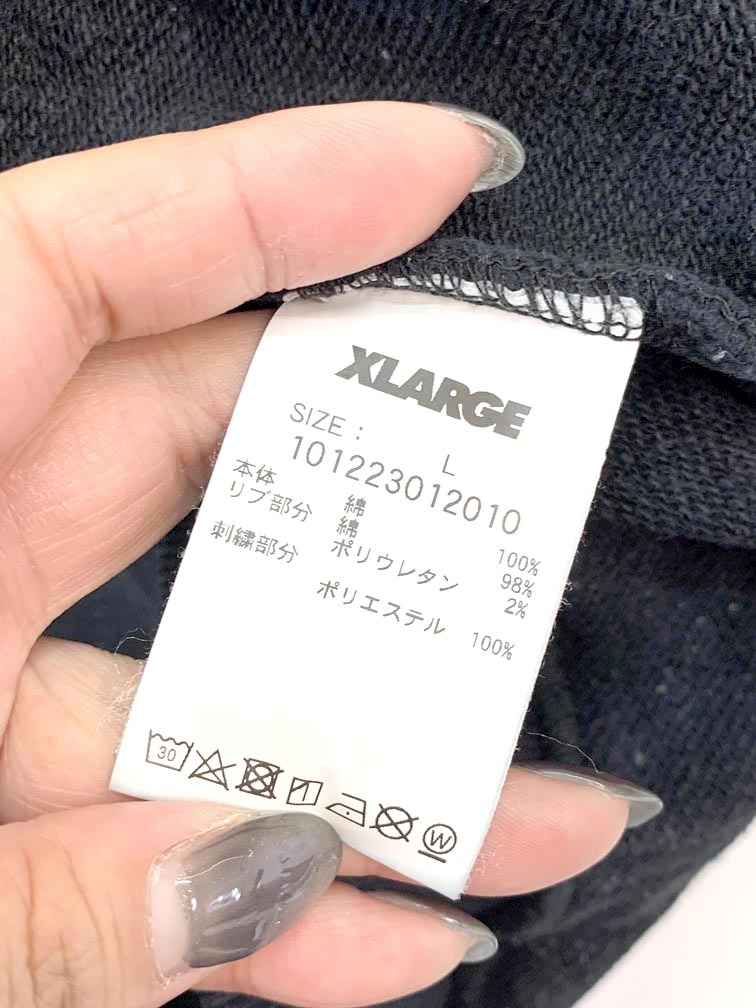 XLARGE
SIZE : L
101223012010
本体 綿 100%
リブ部分 綿 98%
ポリウレタン 2%
刺繍部分
ポリエステル 100%
30
W